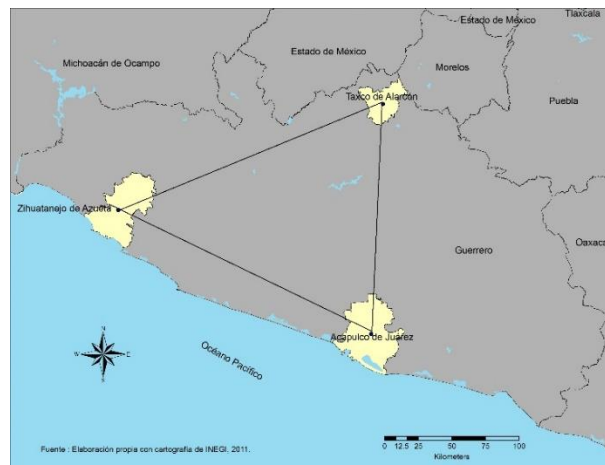 Tlaxcala
Estado de México
Estado de México
Michoacán de Ocampo
Morelos
Taxco de Alarcón
Puebla
Zihuatanejo de Azueta
Guerrero
Oaxaca
Acapulco de Juárez
Océano Pacífico
N
W
E
S
Fuente : Elaboración propia con cartografía de INEGI, 2011.
0 12.5 25 50 75 100
Kilometers